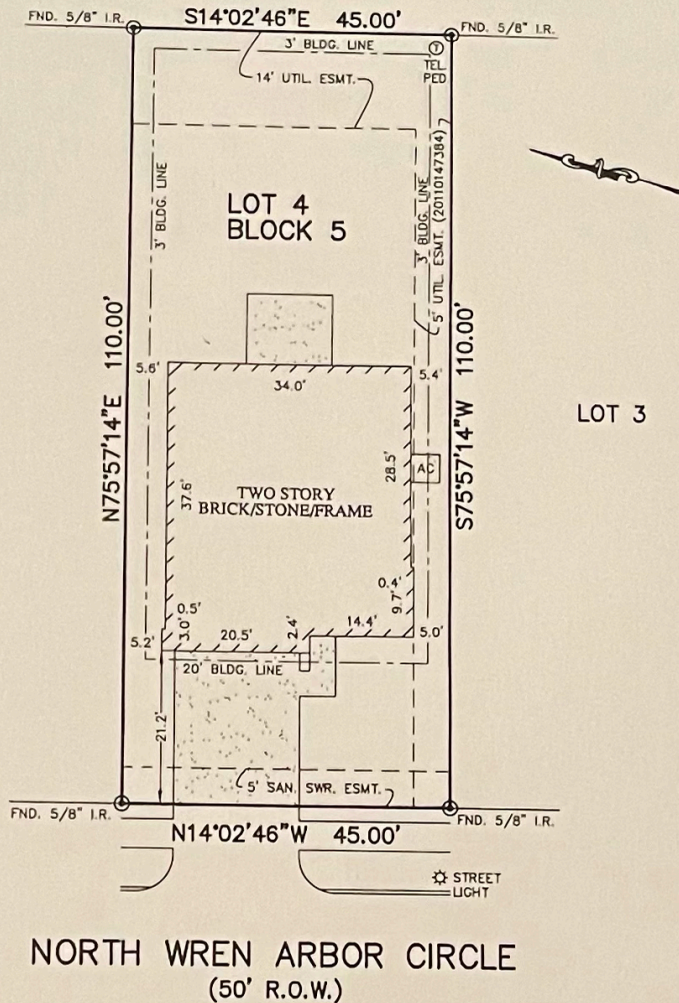 S14°02'46"E 45.00'
FND. 5/8" I.R.
FND. 5/8" I.R.
3' BLDG. LINE
T
TEL
PED
14' UTIL. ESMT.
3' BLDG. LINE
3' BLDG. LINE
5' UTIL. ESMT. (20110147384)
LOT 4
BLOCK 5
N75°57'14"E 110.00'
S75°57'14"W 110.00'
5.6'
34.0'
5.4'
LOT 3
28.5'
AC
37.6'
TWO STORY
BRICK/STONE/FRAME
0.4'
9.7'
0.5'
3.0'
5.2'
20.5'
2.4'
14.4'
5.0'
20' BLDG. LINE
21.2'
5' SAN. SWR. ESMT.
FND. 5/8" I.R.
FND. 5/8" I.R.
N14°02'46"W 45.00'
STREET
LIGHT
NORTH WREN ARBOR CIRCLE
(50' R.O.W.)